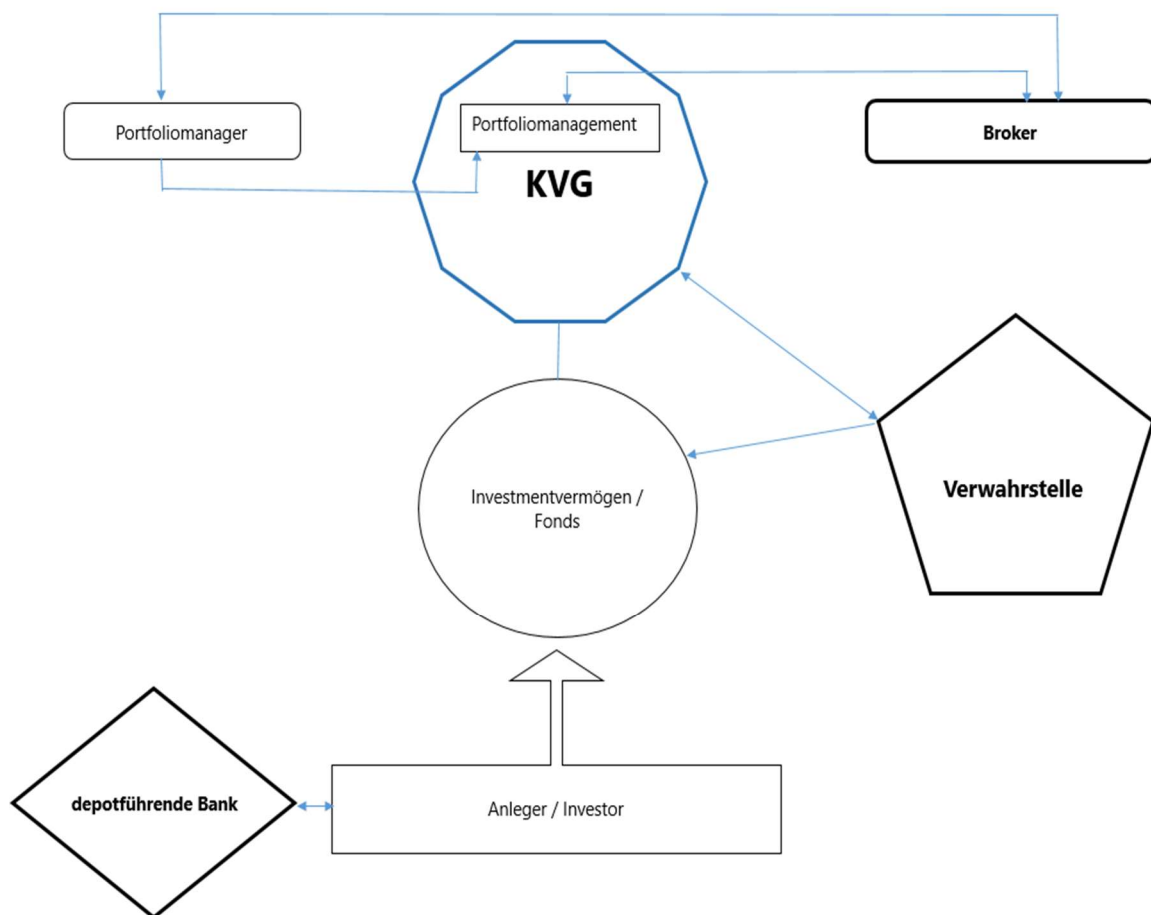 Portfoliomanager
Portfoliomanagement
Broker
KVG
Verwahrstelle
Investmentvermögen /
Fonds
depotführende Bank
Anleger / Investor